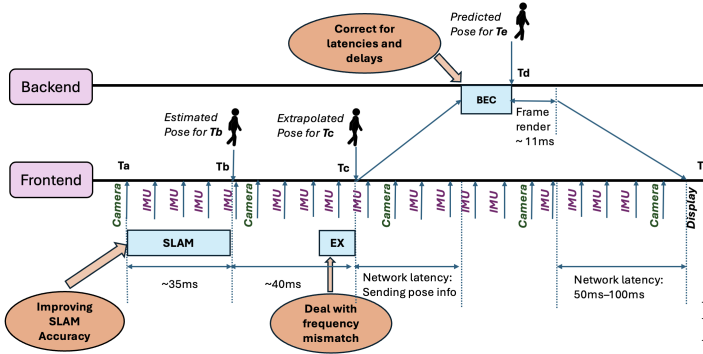 Correct for
latencies and
delays
Predicted
Pose for Te
Backend
BEC
Td
Frame
render
~ 11ms
Estimated
Pose for Tb
Extrapolated
Pose for Tc
Ta
Tb
Tc
T
Frontend
Camera
IMU
IMU
IMU
IMU
Camera
IMU
IMU
IMU
IMU
Camera
IMU
IMU
IMU
IMU
Camera
IMU
IMU
IMU
IMU
Camera
Display
SLAM
EX
~35ms
~40ms
Network latency:
Sending pose info
Network latency:
50ms–100ms
Improving
SLAM
Accuracy
Deal with
frequency
mismatch